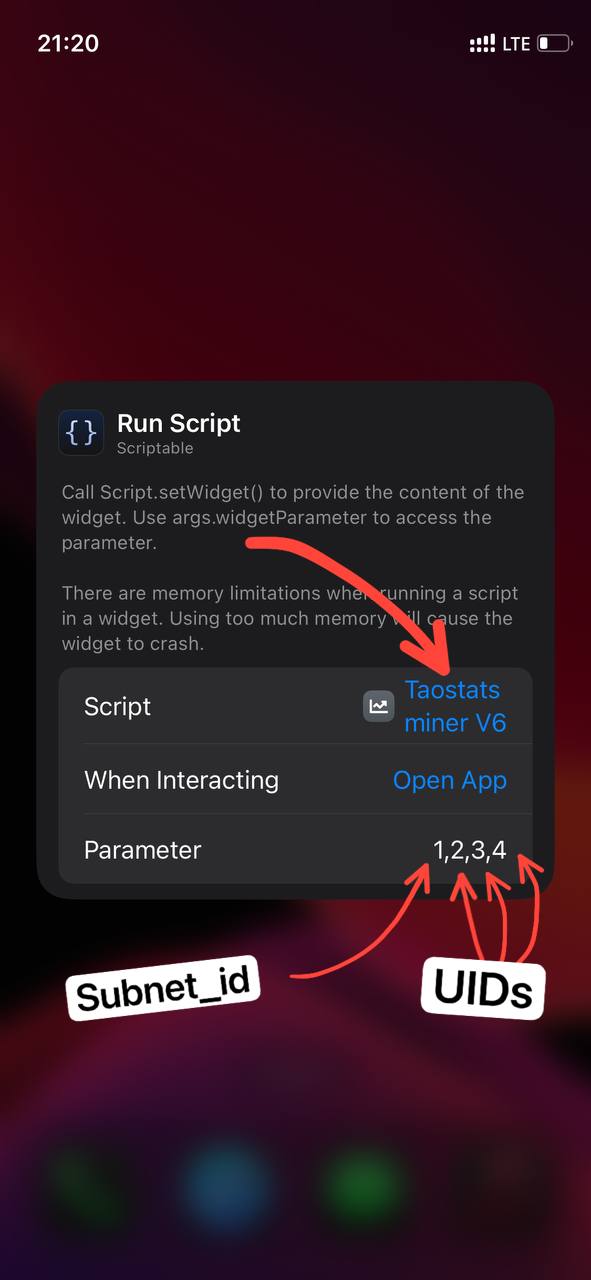 21:20
LTE
Run Script
Scriptable
Call Script.setWidget() to provide the content of the
widget. Use args.widgetParameter to access the
parameter.
There are memory limitations when running a script
in a widget. Using too much memory will cause the
widget to crash.
Script
Taostats
miner V6
When Interacting
Open App
Parameter
1,2,3,4
Subnet_id
UIDs